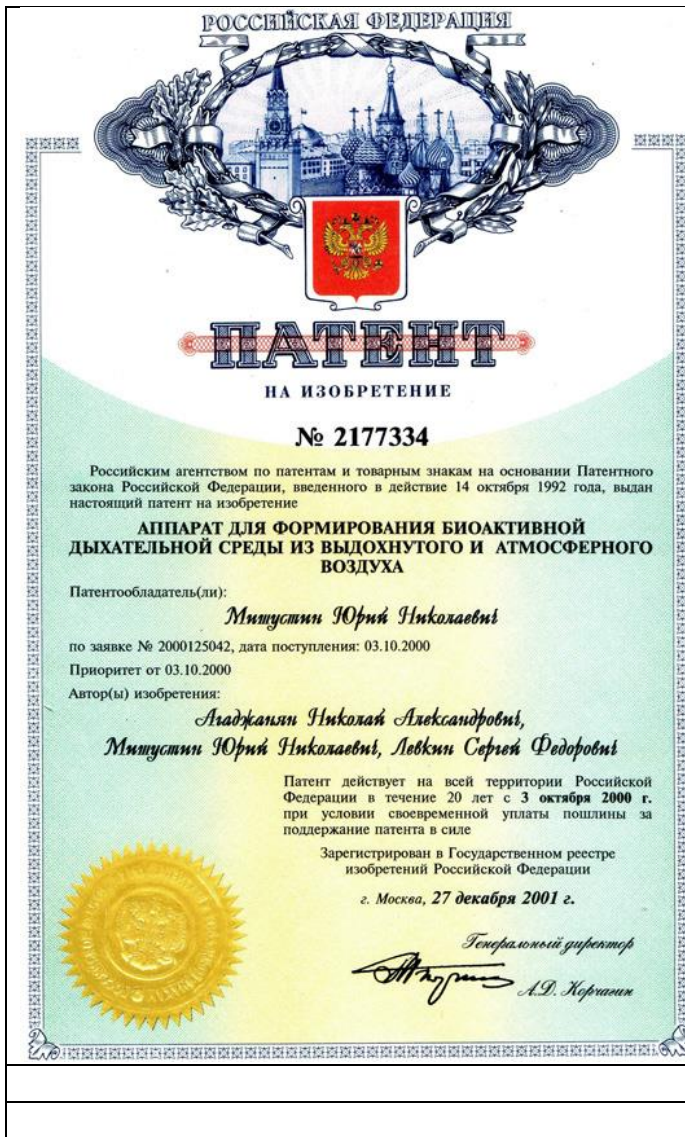 РОССИЙСКАЯ ФЕДЕРАЦИЯ
ПАТЕНТ
НА ИЗОБРЕТЕНИЕ
№ 2177334
Российским агентством по патентам и товарным знакам на основании Патентного
закона Российской Федерации, введенного в действие 14 октября 1992 года, выдан
настоящий патент на изобретение
АППАРАТ ДЛЯ ФОРМИРОВАНИЯ БИОАКТИВНОЙ
ДЫХАТЕЛЬНОЙ СРЕДЫ ИЗ ВЫДОХНУТОГО И АТМОСФЕРНОГО
ВОЗДУХА
Патентообладатель(ли):
Мишустин Юрий Николаевич
по заявке № 2000125042, дата поступления: 03.10.2000
Приоритет от 03.10.2000
Автор(ы) изобретения:
Агаджанян Николай Александрович,
Мишустин Юрий Николаевич, Левкин Сергей Федорович
Патент действует на всей территории Российской
Федерации в течение 20 лет с 3 октября 2000 г.
при условии своевременной уплаты пошлины за
поддержание патента в силе
Зарегистрирован в Государственном реестре
изобретений Российской Федерации
г. Москва, 27 декабря 2001 г.
Генеральный директор
А.Д. Корчагин